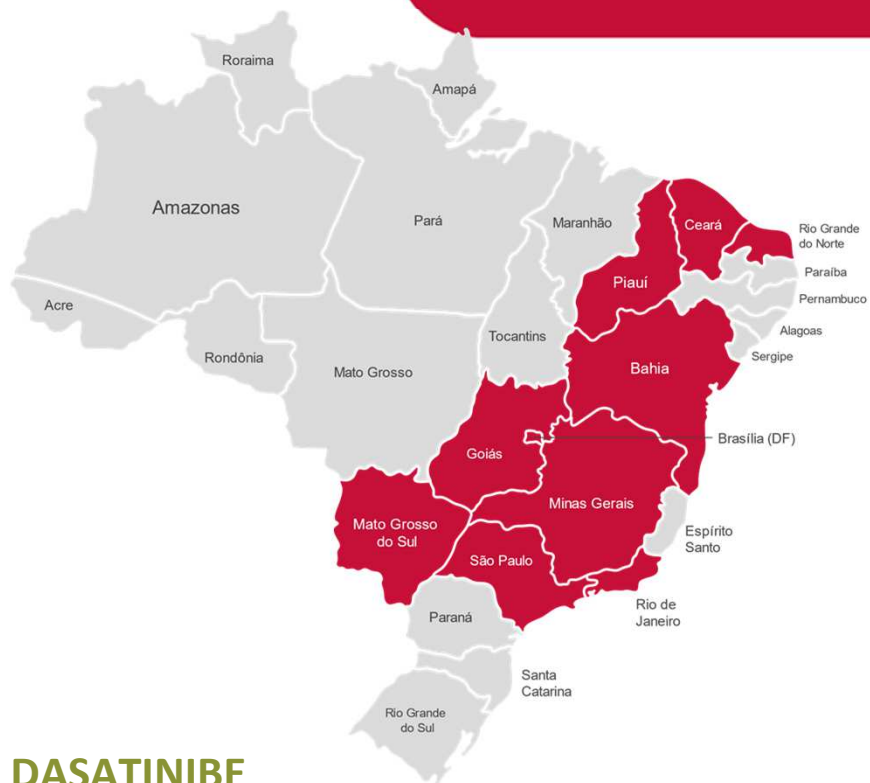 Roraima
Amapá
Amazonas
Pará
Maranhão
Ceará
Rio Grande
do Norte
Piauí
Paraíba
Pernambuco
Acre
Alagoas
Rondônia
Tocantins
Sergipe
Mato Grosso
Bahia
Brasília (DF)
Goiás
Minas Gerais
Mato Grosso
do Sul
Espírito
Santo
São Paulo
Rio de
Janeiro
Paraná
Santa
Catarina
Rio Grande
do Sul
DASATINIBE